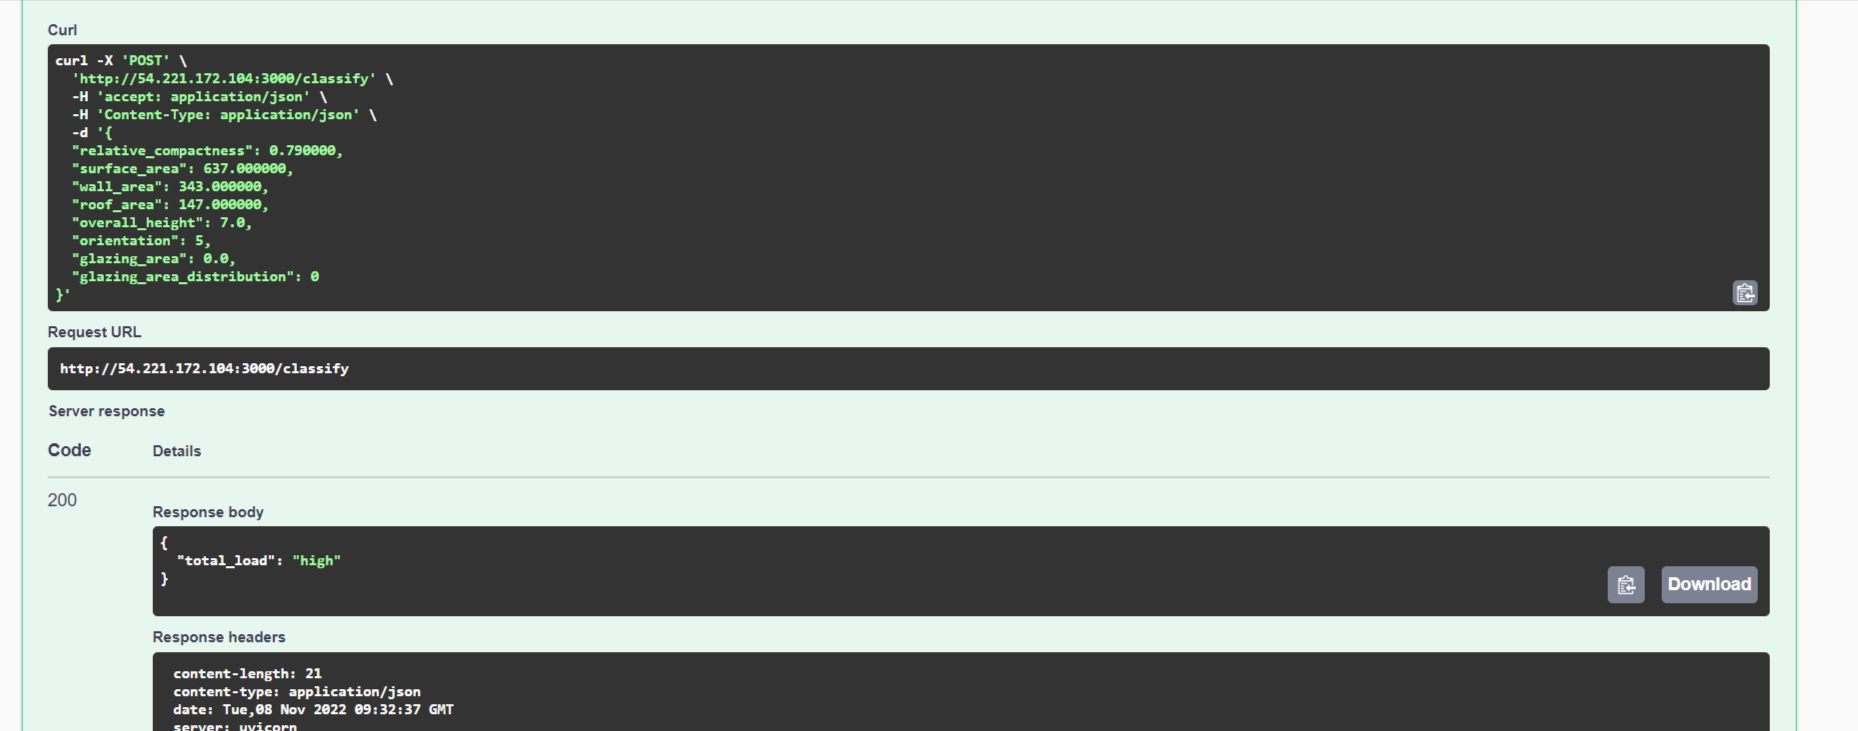 Curl
curl -X 'POST' \
'http://54.221.172.104:3000/classify' \
-H 'accept: application/json' \
-H 'Content-Type: application/json' \
-d '{
"relative_compactness": 0.790000,
"surface_area": 637.000000,
"wall_area": 343.000000,
"roof_area": 147.000000,
"overall_height": 7.0,
"orientation": 5,
"glazing_area": 0.0,
"glazing_area_distribution": 0
}'
Request URL
http://54.221.172.104:3000/classify
Server response
Code Details
200
Response body
{
"total_load": "high"
}
Download
Response headers
content-length: 21
content-type: application/json
date: Tue,08 Nov 2022 09:32:37 GMT
server: uvicorn